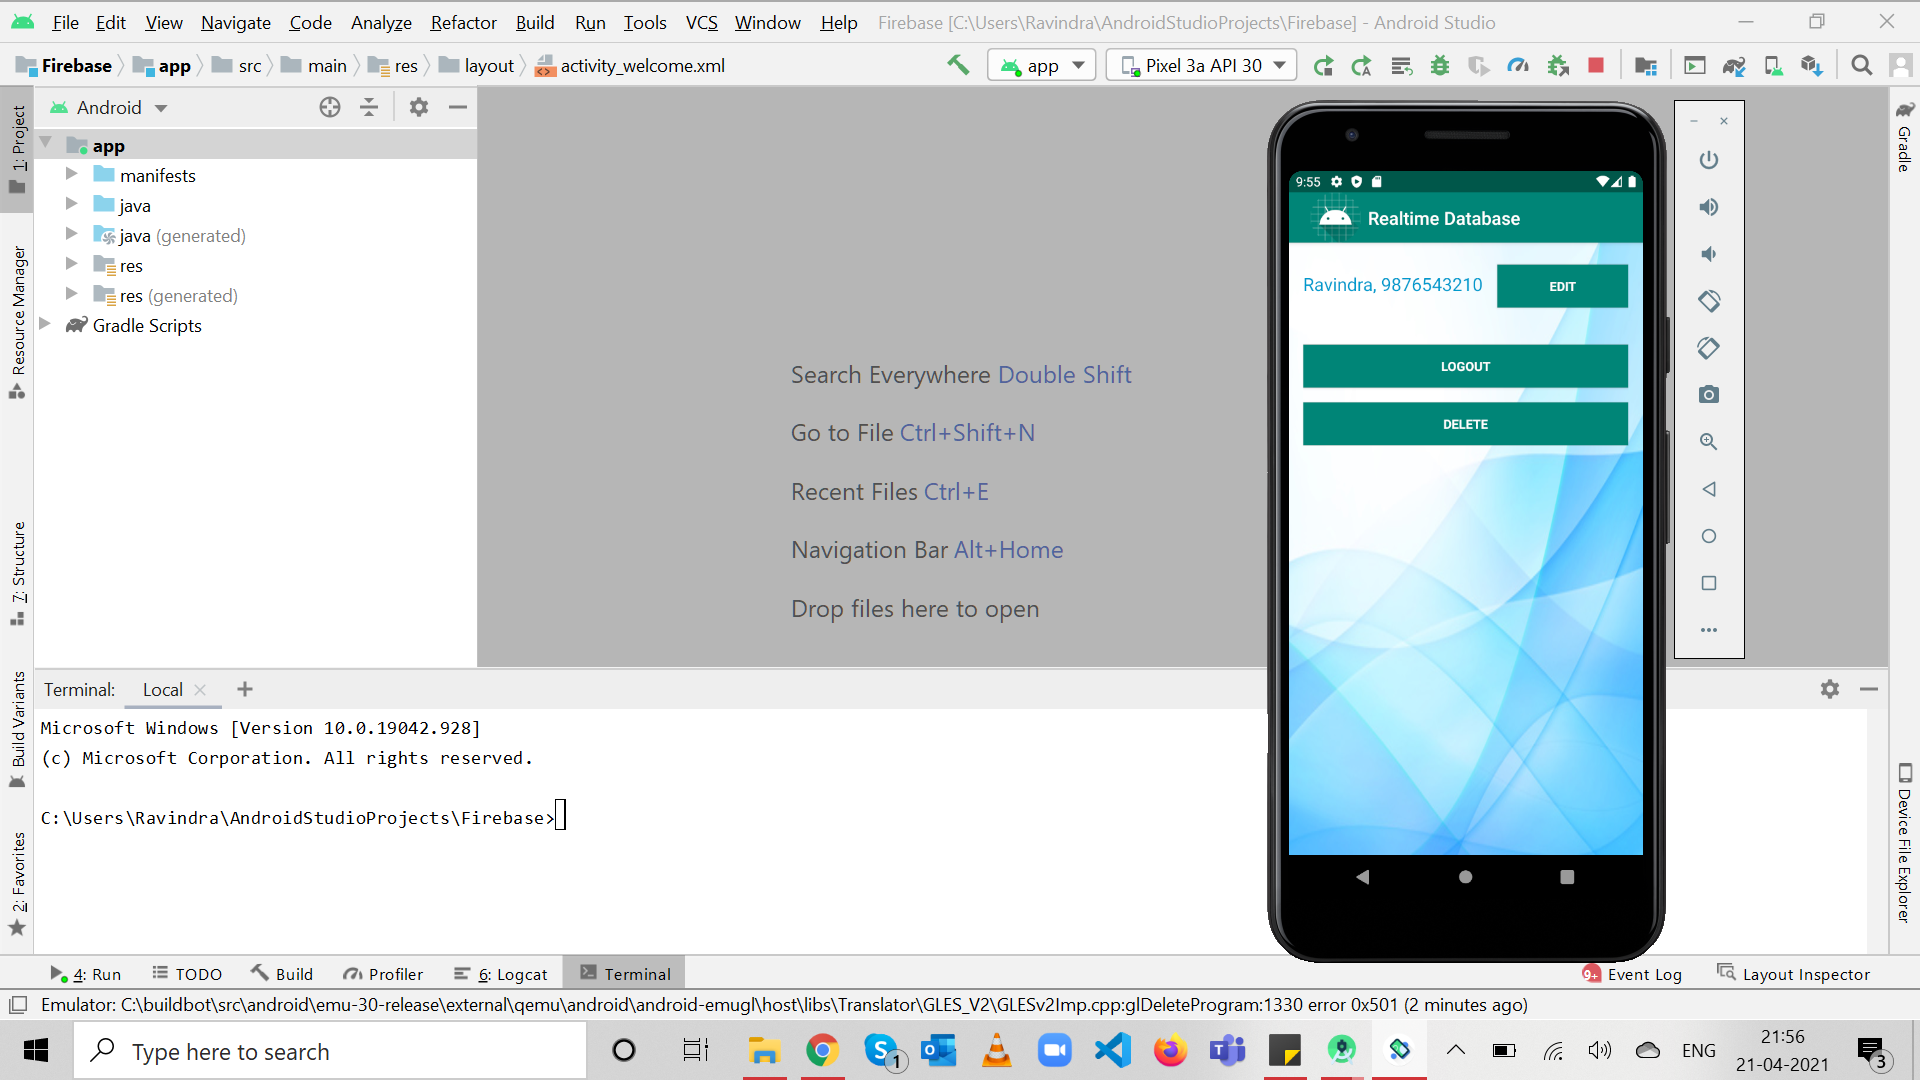 File Edit View Navigate Code Analyze Refactor Build Run Tools VCS Window Help Firebase [C:\Users\Ravindra\AndroidStudioProjects\Firebase] - Android Studio
Firebase app src main res layout activity_welcome.xml app Pixel 3a API 30
Android
app
manifests
java
java (generated)
res
res (generated)
Gradle Scripts
1: Project
Resource Manager
7: Structure
Build Variants
2: Favorites
Search Everywhere Double Shift
Go to File Ctrl+Shift+N
Recent Files Ctrl+E
Navigation Bar Alt+Home
Drop files here to open
9:55
Realtime Database
Ravindra, 9876543210 EDIT
LOGOUT
DELETE
Gradle
Device File Explorer
Terminal: Local
Microsoft Windows [Version 10.0.19042.928]
(c) Microsoft Corporation. All rights reserved.
C:\Users\Ravindra\AndroidStudioProjects\Firebase>
4: Run TODO Build Profiler 6: Logcat Terminal 9+ Event Log Layout Inspector
Emulator: C:\buildbot\src\android\emu-30-release\external\qemu\android\android-emugl\host\libs\Translator\GLES_V2\GLESv2Imp.cpp:glDeleteProgram:1330 error 0x501 (2 minutes ago)
Type here to search 1 ENG 21:56
21-04-2021 3